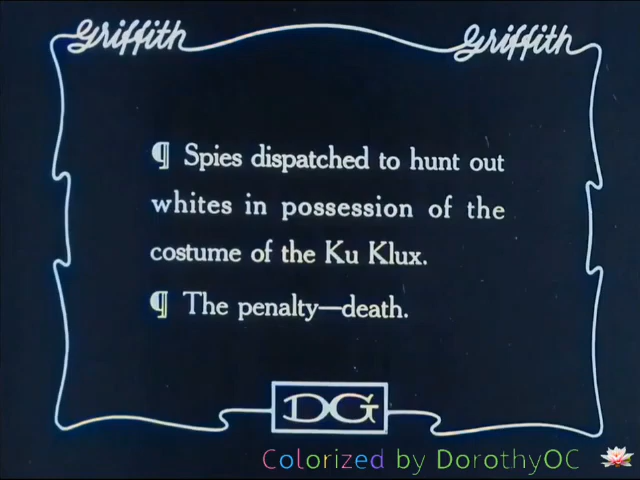 Griffith Griffith
¶ Spies dispatched to hunt out
whites in possession of the
costume of the Ku Klux.
¶ The penalty—death.
DG
Colorized by DorothyOC